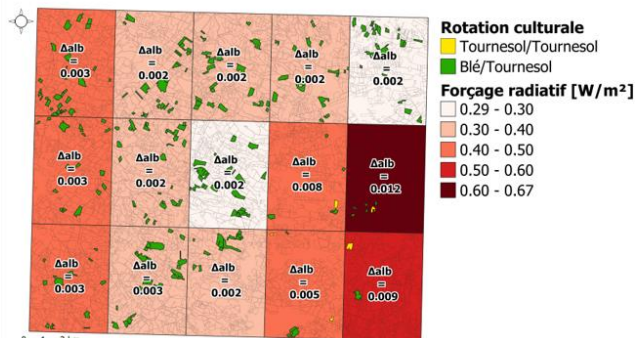 Δalb
=
0.003
Δalb
=
0.002
Δalb
=
0.002
Δalb
=
0.002
Δalb
=
0.002
Δalb
=
0.003
Δalb
=
0.002
Δalb
=
0.002
Δalb
=
0.008
Δalb
=
0.012
Δalb
=
0.003
Δalb
=
0.003
Δalb
=
0.002
Δalb
=
0.005
Δalb
=
0.009
Rotation culturale
Tournesol/Tournesol
Blé/Tournesol
Forçage radiatif [W/m²]
0.29 - 0.30
0.30 - 0.40
0.40 - 0.50
0.50 - 0.60
0.60 - 0.67